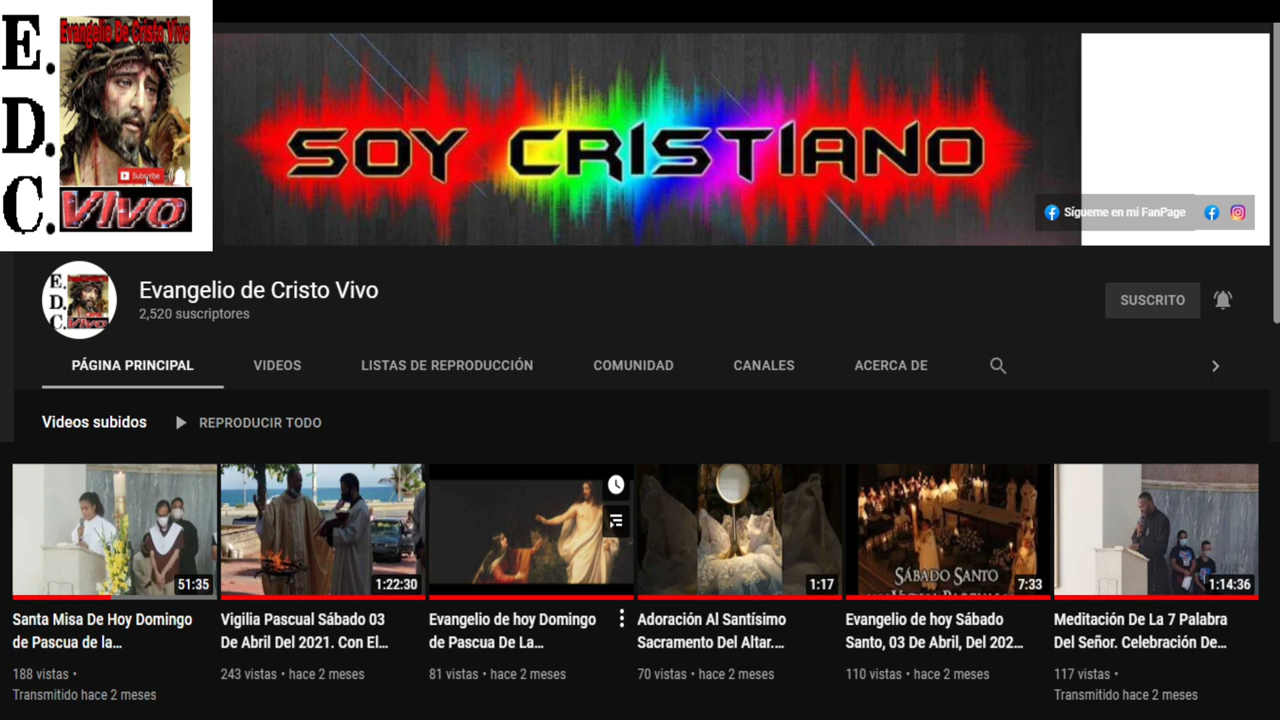 E.
D.
C.
Evangelio De Cristo Vivo
Subscribe
Vivo
SOY CRISTIANO
Sígueme en mi FanPage
E.
D.
C.
Vivo
Evangelio de Cristo Vivo
2,520 suscriptores
SUSCRITO
PÁGINA PRINCIPAL VIDEOS LISTAS DE REPRODUCCIÓN COMUNIDAD CANALES ACERCA DE
Videos subidos REPRODUCIR TODO
51:35
1:22:30
1:17
SÁBADO SANTO
7:33
1:14:36
Santa Misa De Hoy Domingo
de Pascua de la...
188 vistas •
Transmitido hace 2 meses
Vigilia Pascual Sábado 03
De Abril Del 2021. Con El...
243 vistas • hace 2 meses
Evangelio de hoy Domingo
de Pascua De La...
81 vistas • hace 2 meses
Adoración Al Santísimo
Sacramento Del Altar....
70 vistas • hace 2 meses
Evangelio de hoy Sábado
Santo, 03 De Abril, Del 202...
110 vistas • hace 2 meses
Meditación De La 7 Palabra
Del Señor. Celebración De...
117 vistas •
Transmitido hace 2 meses